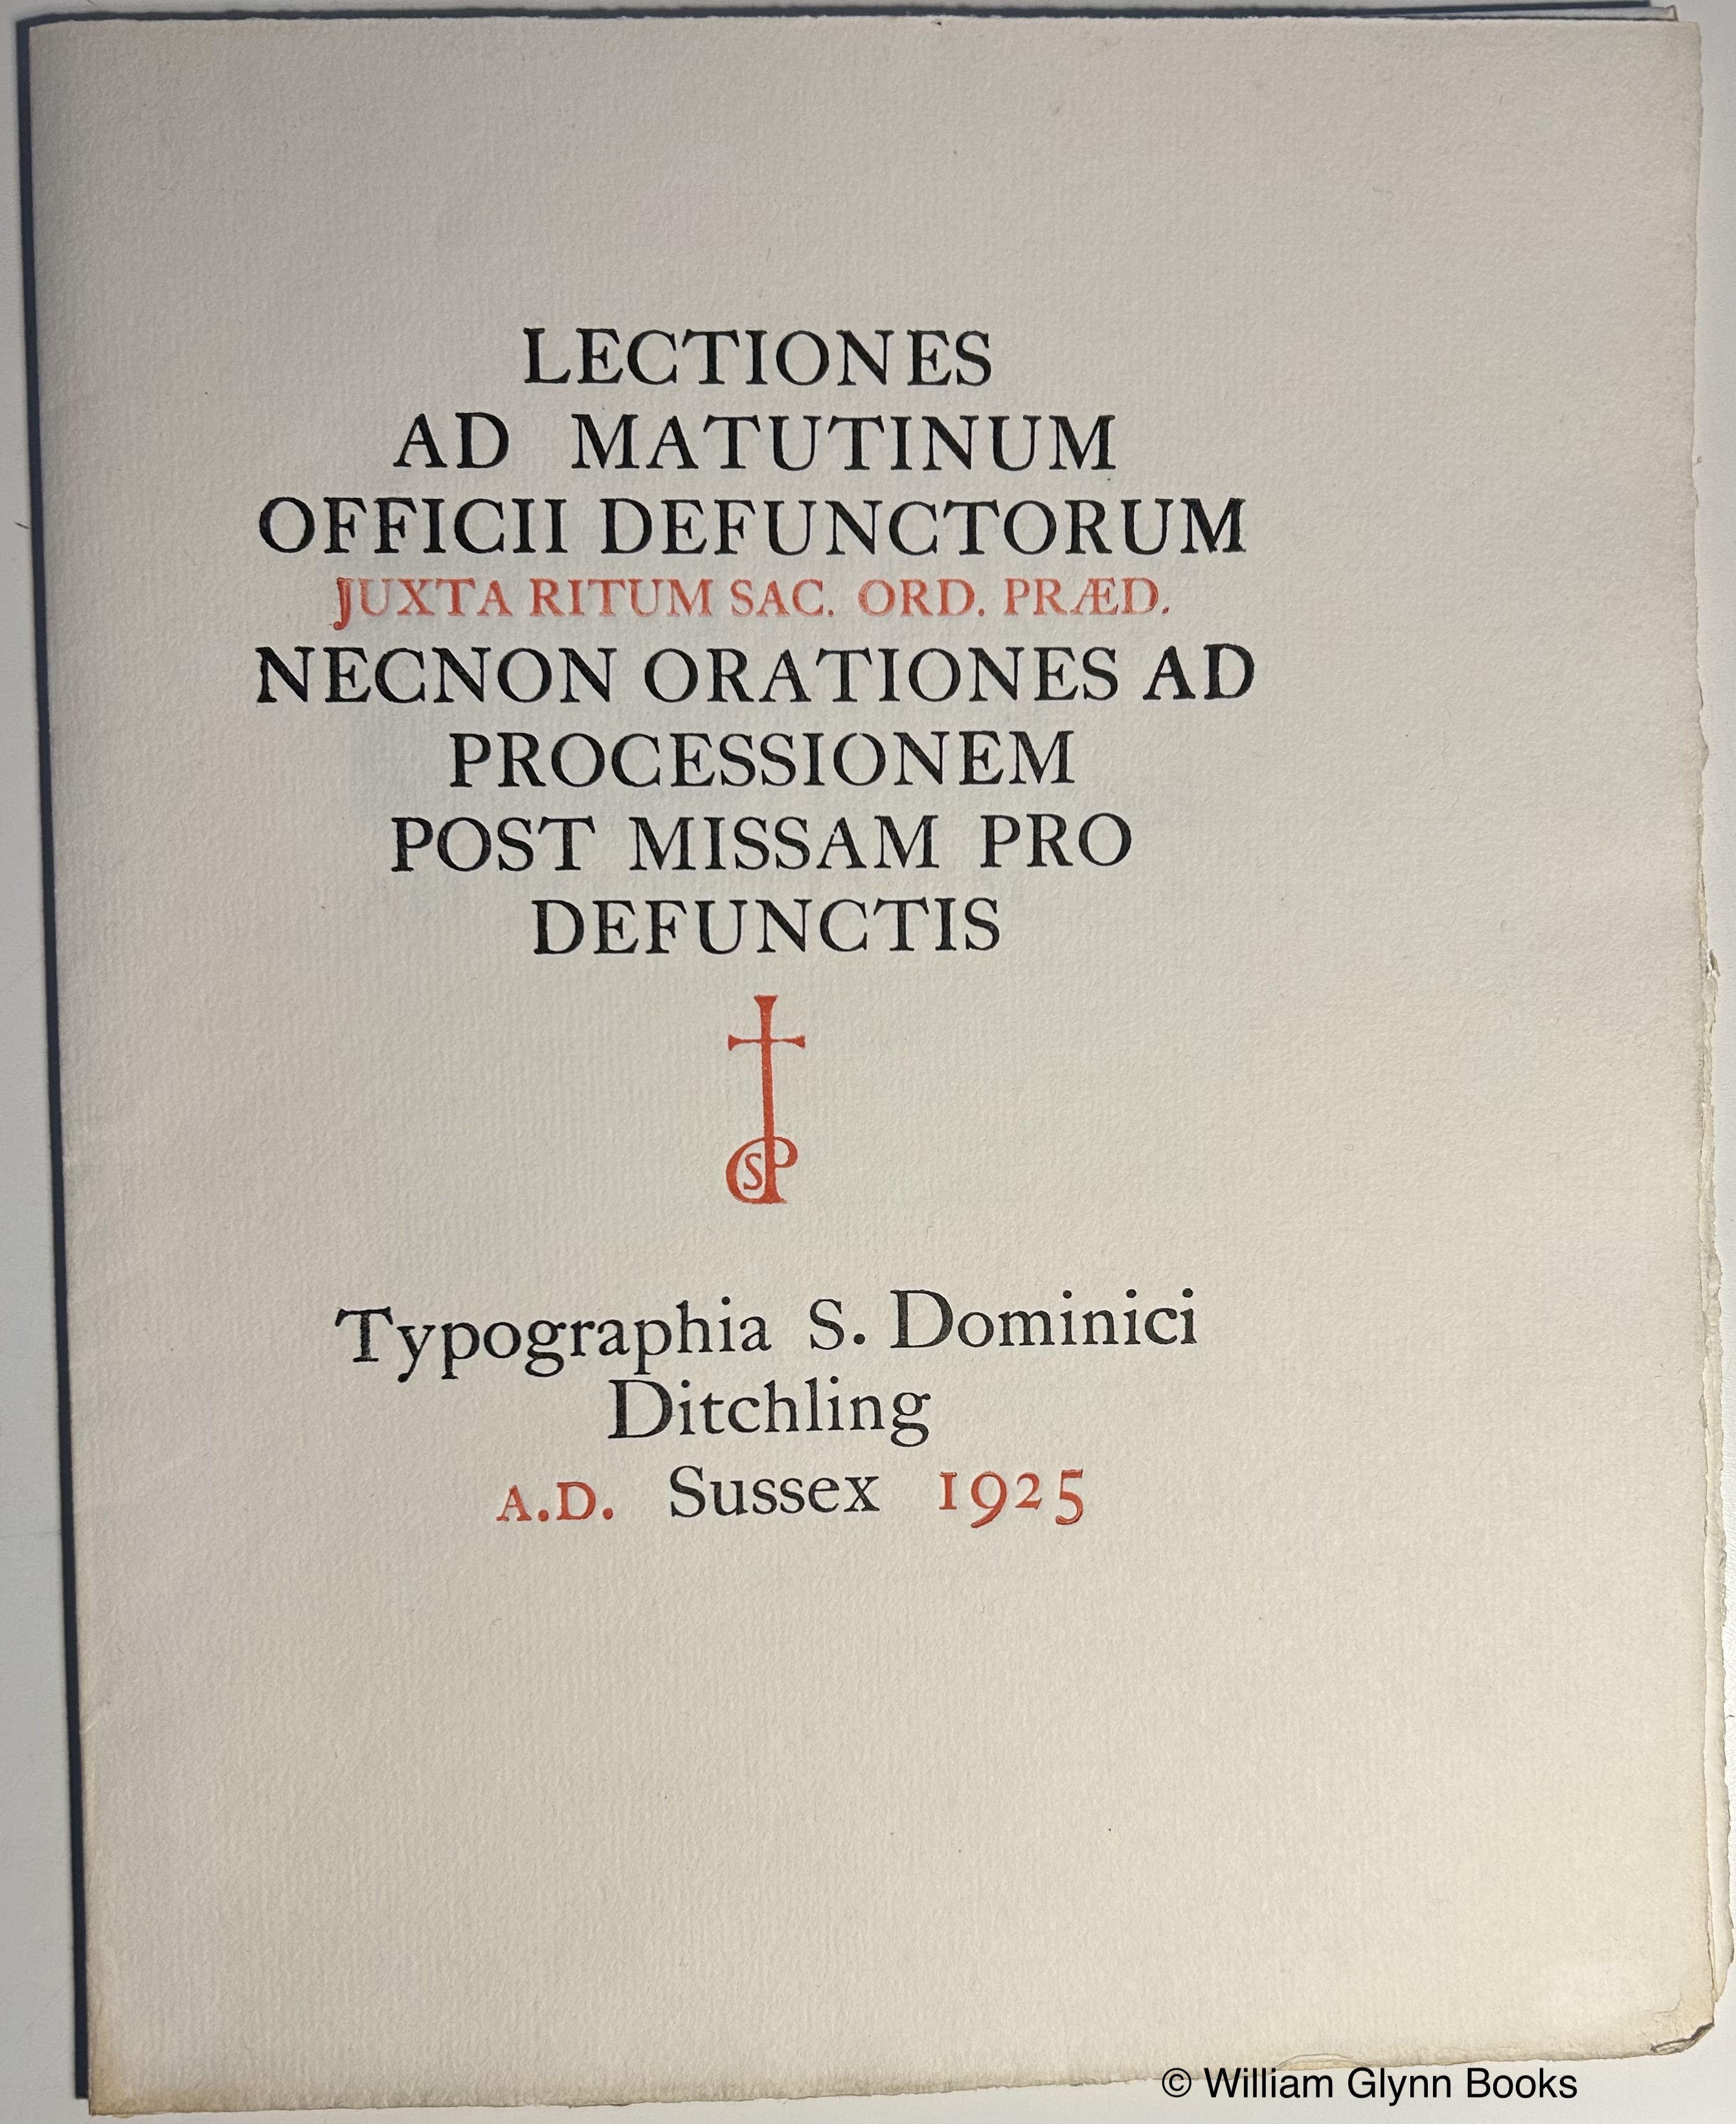 LECTIONES
AD MATUTINUM
OFFICII DEFUNCTORUM
JUXTA RITUM SAC. ORD. PRÆD.
NECNON ORATIONES AD
PROCESSIONEM
POST MISSAM PRO
DEFUNCTIS
SP
Typographia S. Dominici
Ditchling
A.D. Sussex 1925
© William Glynn Books